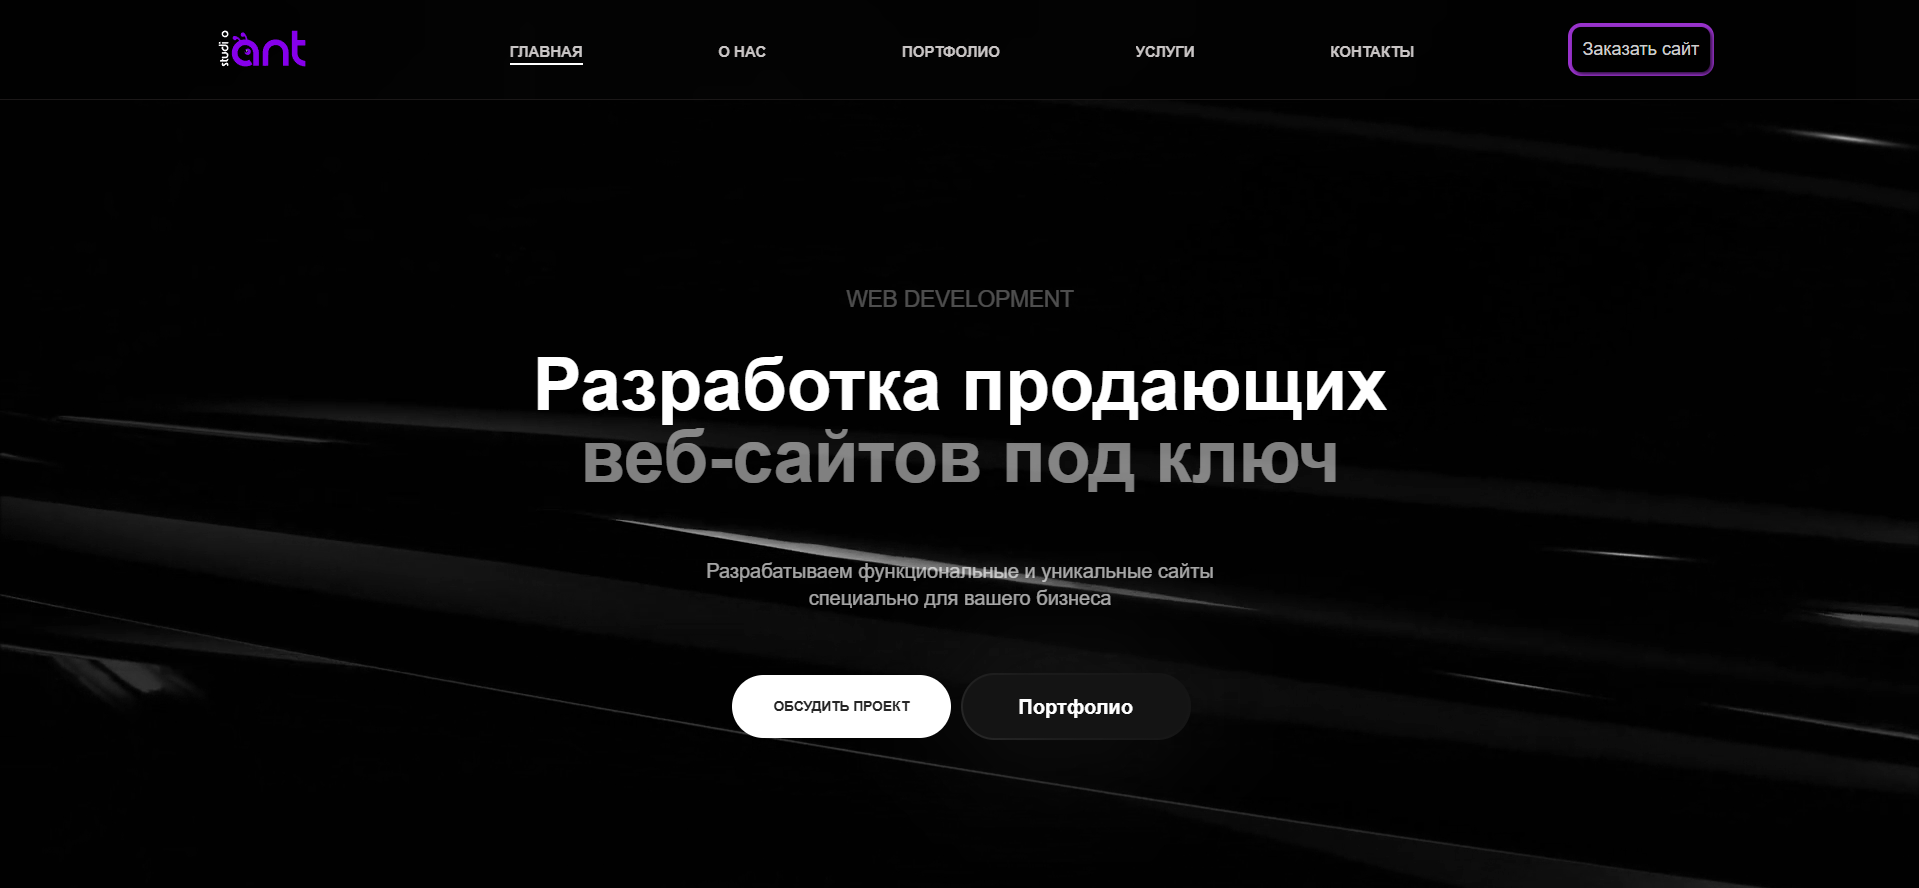 studio
ant
ГЛАВНАЯ
О НАС
ПОРТФОЛИО
УСЛУГИ
КОНТАКТЫ
Заказать сайт
WEB DEVELOPMENT
Разработка продающих
веб-сайтов под ключ
Разрабатываем функциональные и уникальные сайты
специально для вашего бизнеса
ОБСУДИТЬ ПРОЕКТ
Портфолио